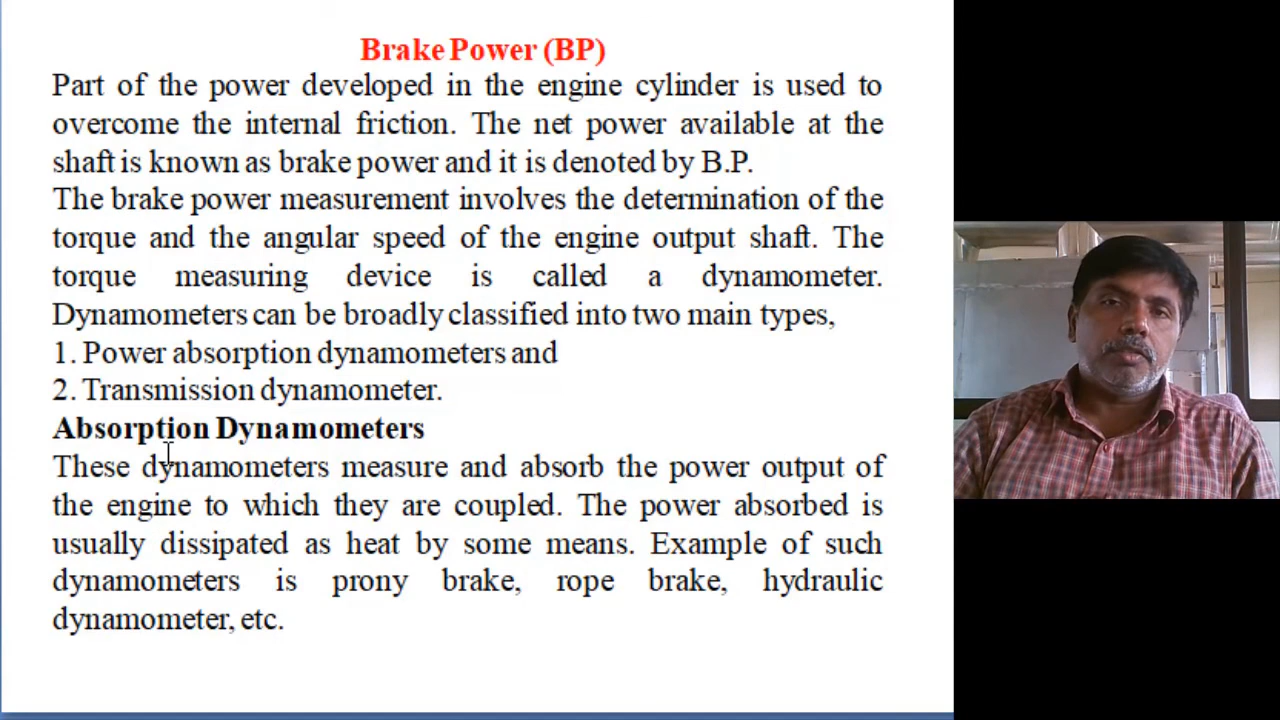 Brake Power (BP)
Part of the power developed in the engine cylinder is used to
overcome the internal friction. The net power available at the
shaft is known as brake power and it is denoted by B.P.
The brake power measurement involves the determination of the
torque and the angular speed of the engine output shaft. The
torque measuring device is called a dynamometer.
Dynamometers can be broadly classified into two main types,
1. Power absorption dynamometers and
2. Transmission dynamometer.
Absorption Dynamometers
These dynamometers measure and absorb the power output of
the engine to which they are coupled. The power absorbed is
usually dissipated as heat by some means. Example of such
dynamometers is prony brake, rope brake, hydraulic
dynamometer, etc.